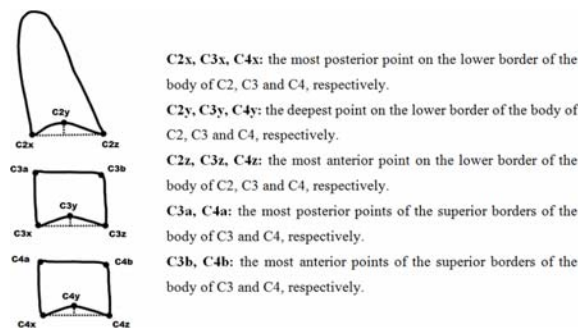 C2y
C2x
C2z
C3a
C3b
C3y
C3x
C3z
C4a
C4b
C4y
C4x
C4z
C2x, C3x, C4x: the most posterior point on the lower border of the
body of C2, C3 and C4, respectively.
C2y, C3y, C4y: the deepest point on the lower border of the body of
C2, C3 and C4, respectively.
C2z, C3z, C4z: the most anterior point on the lower border of the
body of C2, C3 and C4, respectively.
C3a, C4a: the most posterior points of the superior borders of the
body of C3 and C4, respectively.
C3b, C4b: the most anterior points of the superior borders of the
body of C3 and C4, respectively.